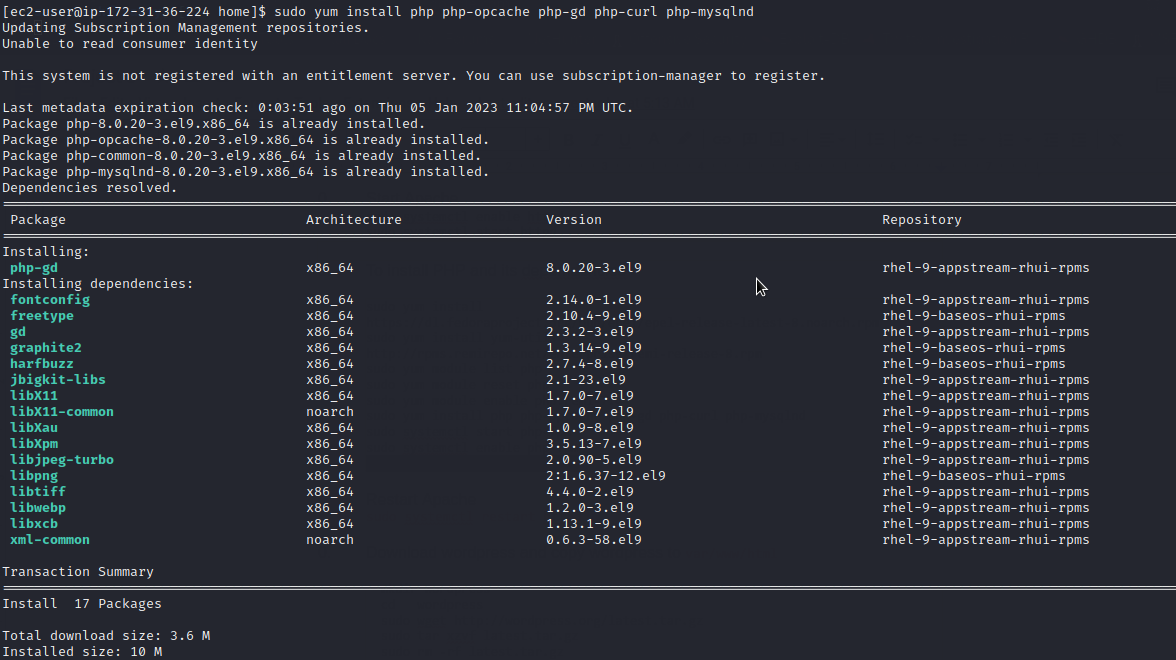 [ec2-user@ip-172-31-36-224 home]$ sudo yum install php php-opcache php-gd php-curl php-mysqlnd
Updating Subscription Management repositories.
Unable to read consumer identity
This system is not registered with an entitlement server. You can use subscription-manager to register.
Last metadata expiration check: 0:03:51 ago on Thu 05 Jan 2023 11:04:57 PM UTC.
Package php-8.0.20-3.el9.x86_64 is already installed.
Package php-opcache-8.0.20-3.el9.x86_64 is already installed.
Package php-common-8.0.20-3.el9.x86_64 is already installed.
Package php-mysqlnd-8.0.20-3.el9.x86_64 is already installed.
Dependencies resolved.
Package Architecture Version Repository
Installing:
php-gd x86_64 8.0.20-3.el9 rhel-9-appstream-rhui-rpms
Installing dependencies:
fontconfig x86_64 2.14.0-1.el9 rhel-9-appstream-rhui-rpms
freetype x86_64 2.10.4-9.el9 rhel-9-baseos-rhui-rpms
gd x86_64 2.3.2-3.el9 rhel-9-appstream-rhui-rpms
graphite2 x86_64 1.3.14-9.el9 rhel-9-baseos-rhui-rpms
harfbuzz x86_64 2.7.4-8.el9 rhel-9-baseos-rhui-rpms
jbigkit-libs x86_64 2.1-23.el9 rhel-9-appstream-rhui-rpms
libX11 x86_64 1.7.0-7.el9 rhel-9-appstream-rhui-rpms
libX11-common noarch 1.7.0-7.el9 rhel-9-appstream-rhui-rpms
libXau x86_64 1.0.9-8.el9 rhel-9-appstream-rhui-rpms
libXpm x86_64 3.5.13-7.el9 rhel-9-appstream-rhui-rpms
libjpeg-turbo x86_64 2.0.90-5.el9 rhel-9-appstream-rhui-rpms
libpng x86_64 2:1.6.37-12.el9 rhel-9-baseos-rhui-rpms
libtiff x86_64 4.4.0-2.el9 rhel-9-appstream-rhui-rpms
libwebp x86_64 1.2.0-3.el9 rhel-9-appstream-rhui-rpms
libxcb x86_64 1.13.1-9.el9 rhel-9-appstream-rhui-rpms
xml-common noarch 0.6.3-58.el9 rhel-9-appstream-rhui-rpms
Transaction Summary
Install 17 Packages
Total download size: 3.6 M
Installed size: 10 M